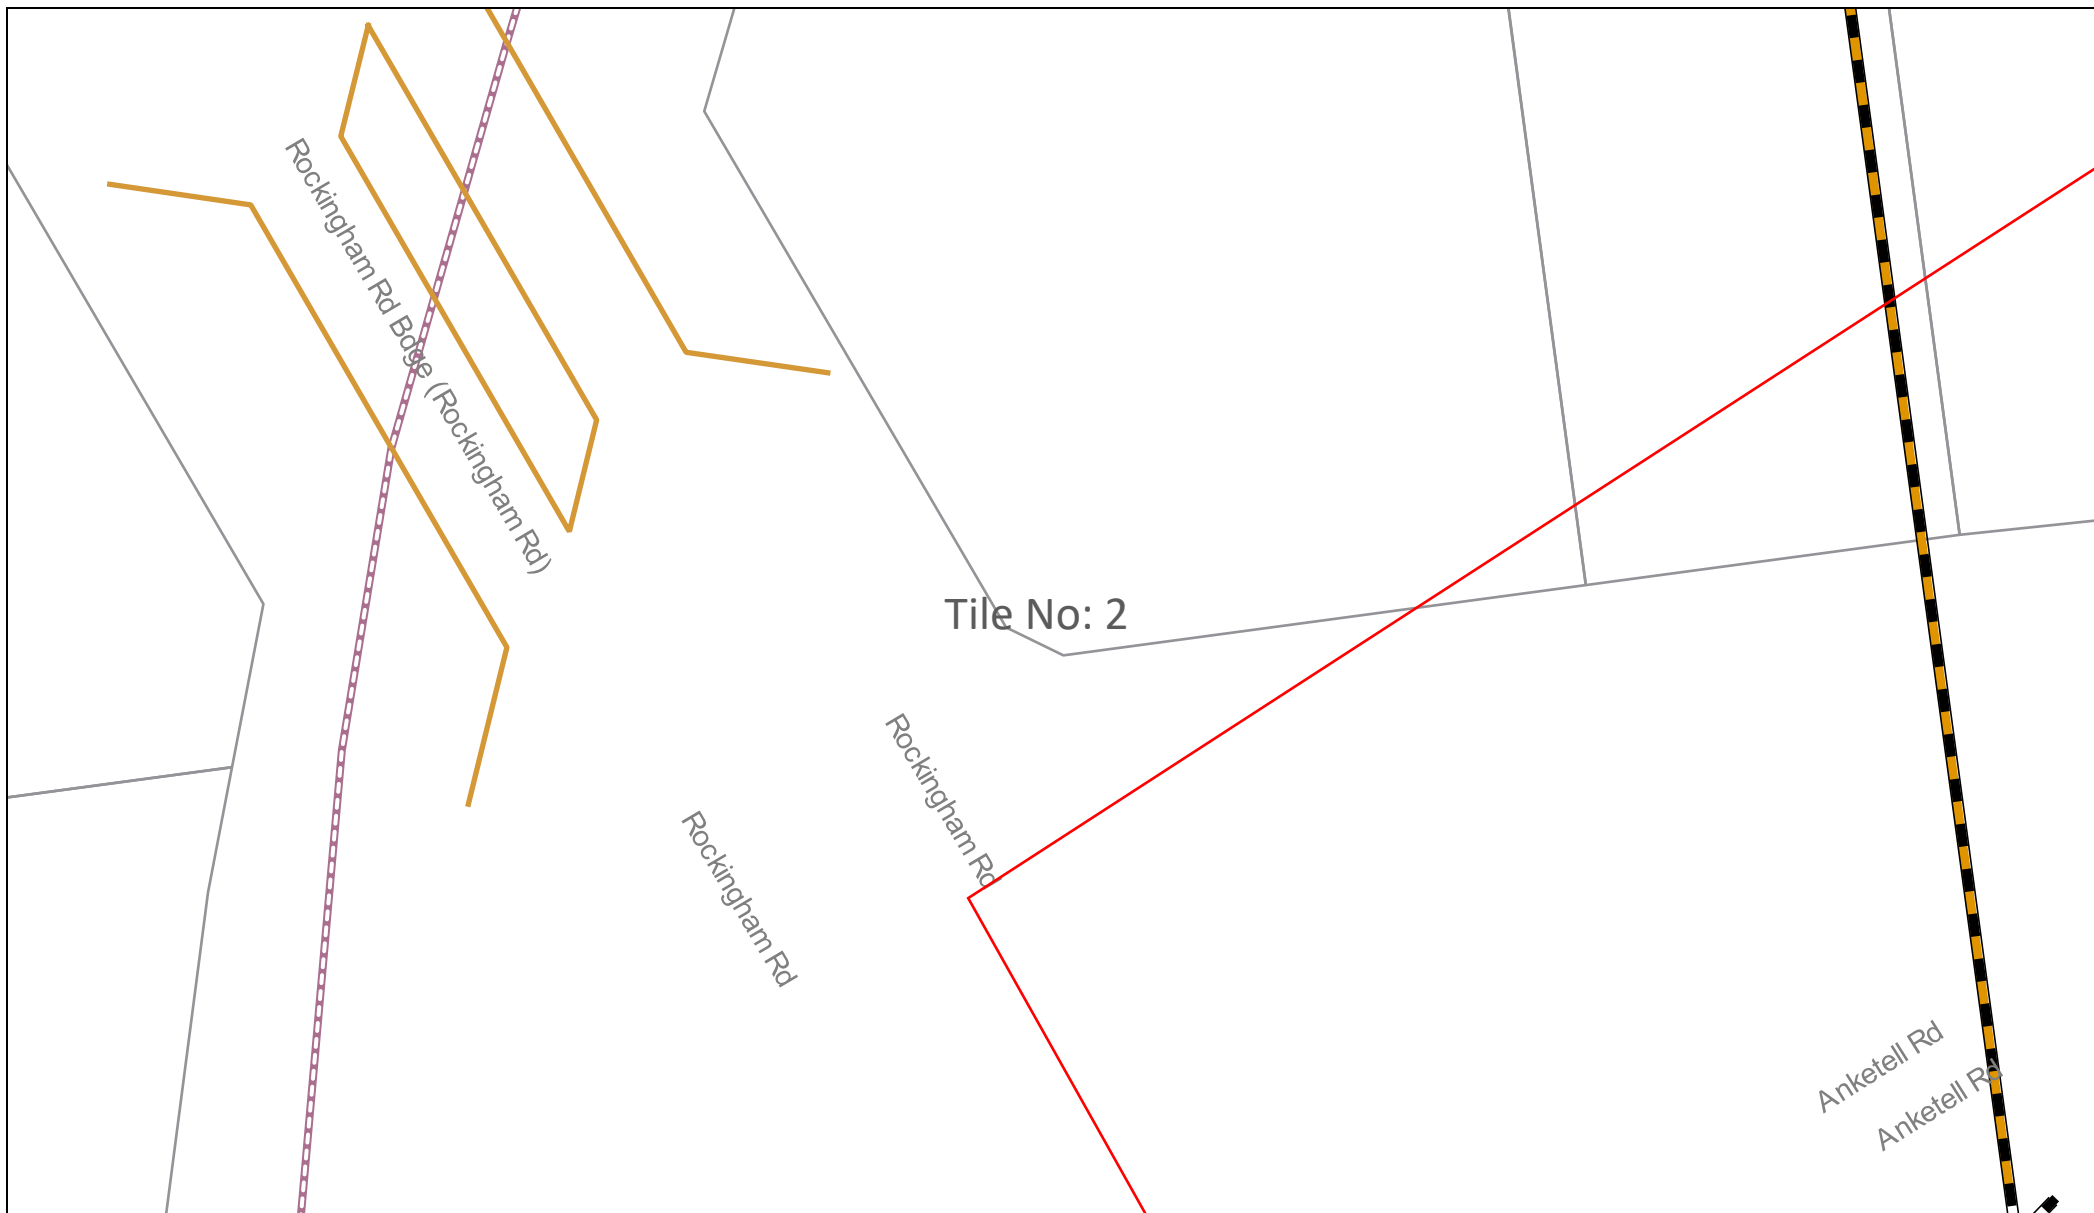 Rockingham Rd Bdge (Rockingham Rd)
Tile No: 2
Rockingham Rd
Rockingham Rd
Anketell Rd
Anketell Rd